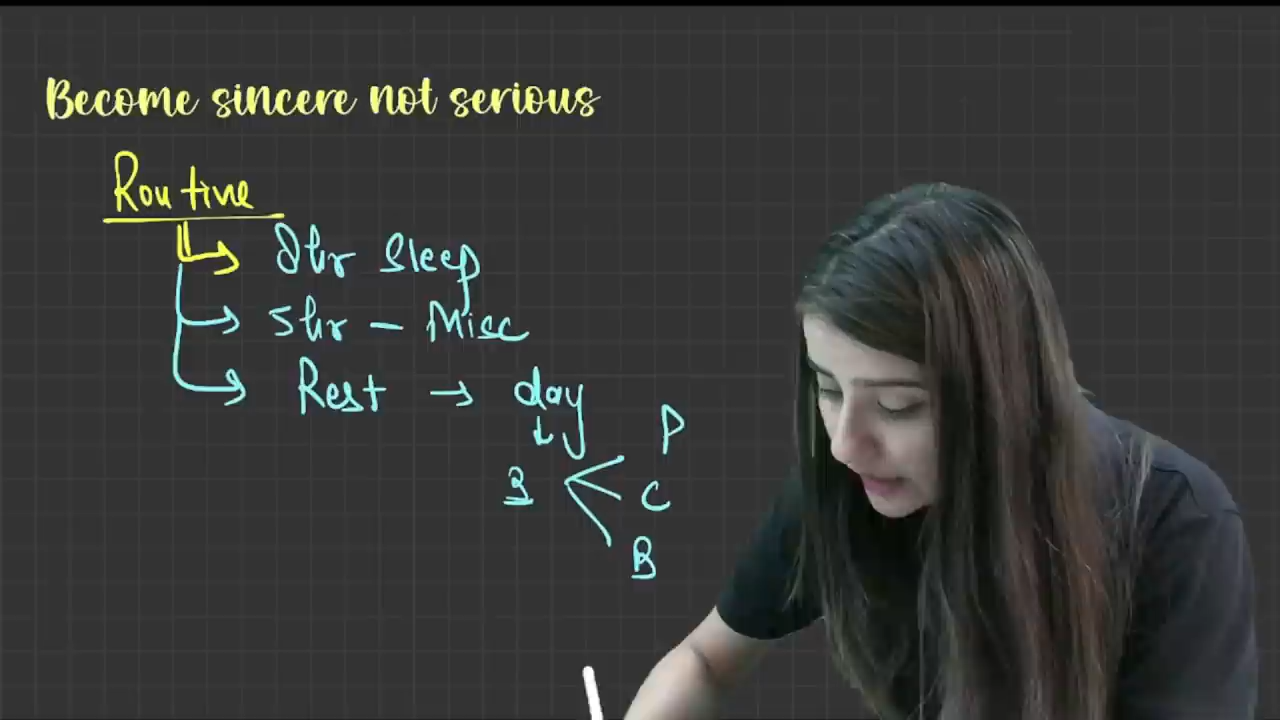 Become sincere not serious
Routine
8hr Sleep
5hr - Misc
Rest → day
↓
P
3
C
B